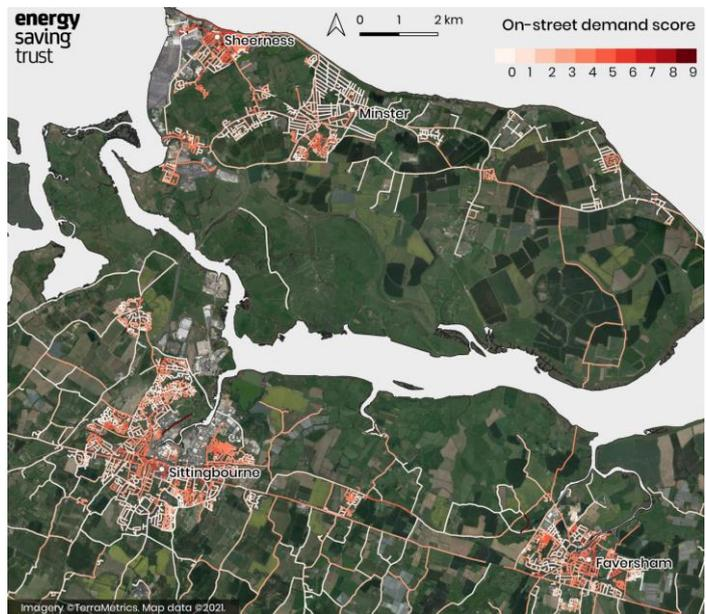 energy
saving
trust
0 1 2 km
On-street demand score
0 1 2 3 4 5 6 7 8 9
Sheerness
Minster
Sittingbourne
Faversham
Imagery ©TerraMetrics. Map data ©2021.